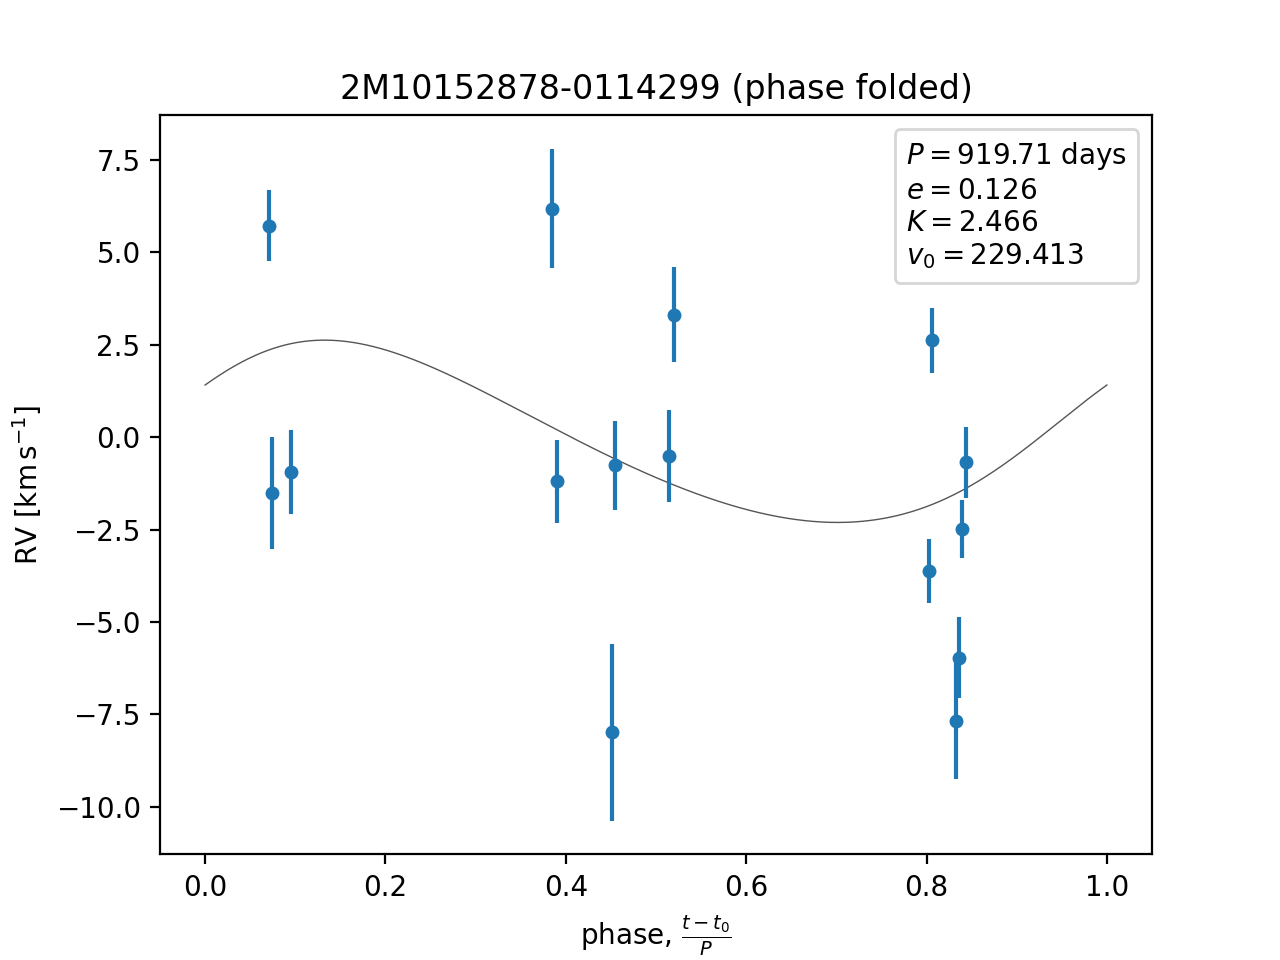 2M10152878-0114299 (phase folded)
P = 919.71 days
e = 0.126
K = 2.466
v₀ = 229.413
7.5
5.0
2.5
0.0
−2.5
−5.0
−7.5
−10.0
RV [km s⁻¹]
0.0 0.2 0.4 0.6 0.8 1.0
phase, (t − t₀)/P